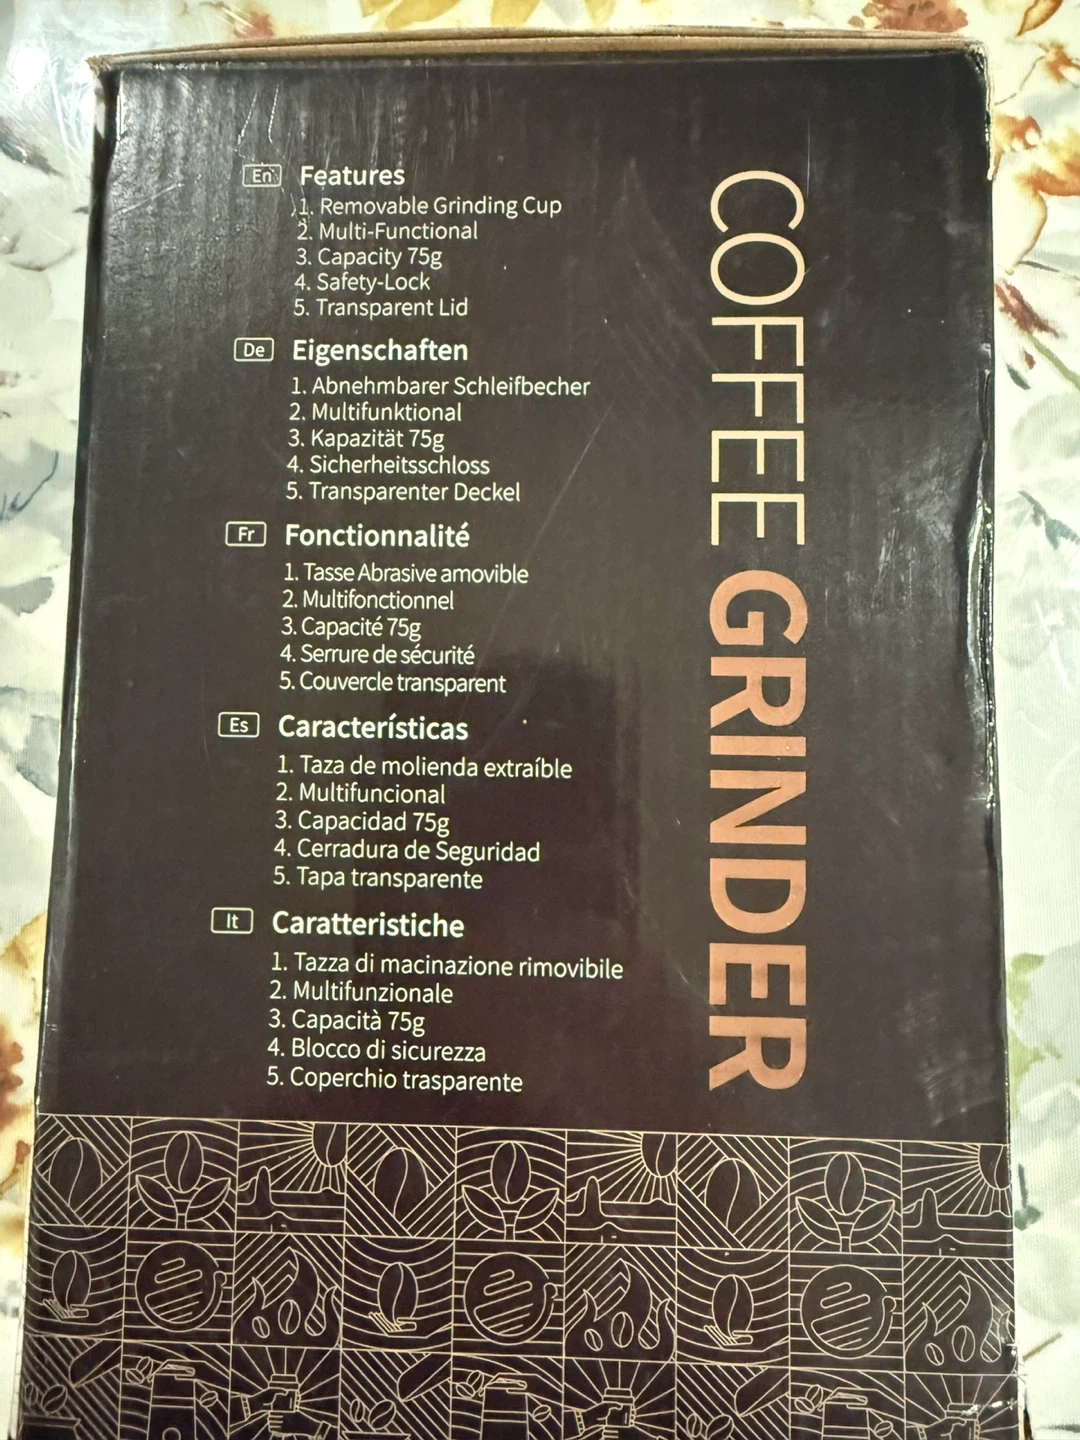 En Features
1. Removable Grinding Cup
2. Multi-Functional
3. Capacity 75g
4. Safety-Lock
5. Transparent Lid
De Eigenschaften
1. Abnehmbarer Schleifbecher
2. Multifunktional
3. Kapazität 75g
4. Sicherheitsschloss
5. Transparenter Deckel
Fr Fonctionnalité
1. Tasse Abrasive amovible
2. Multifonctionnel
3. Capacité 75g
4. Serrure de sécurité
5. Couvercle transparent
Es Características
1. Taza de molienda extraíble
2. Multifuncional
3. Capacidad 75g
4. Cerradura de Seguridad
5. Tapa transparente
It Caratteristiche
1. Tazza di macinazione rimovibile
2. Multifunzionale
3. Capacità 75g
4. Blocco di sicurezza
5. Coperchio trasparente
COFFEE GRINDER